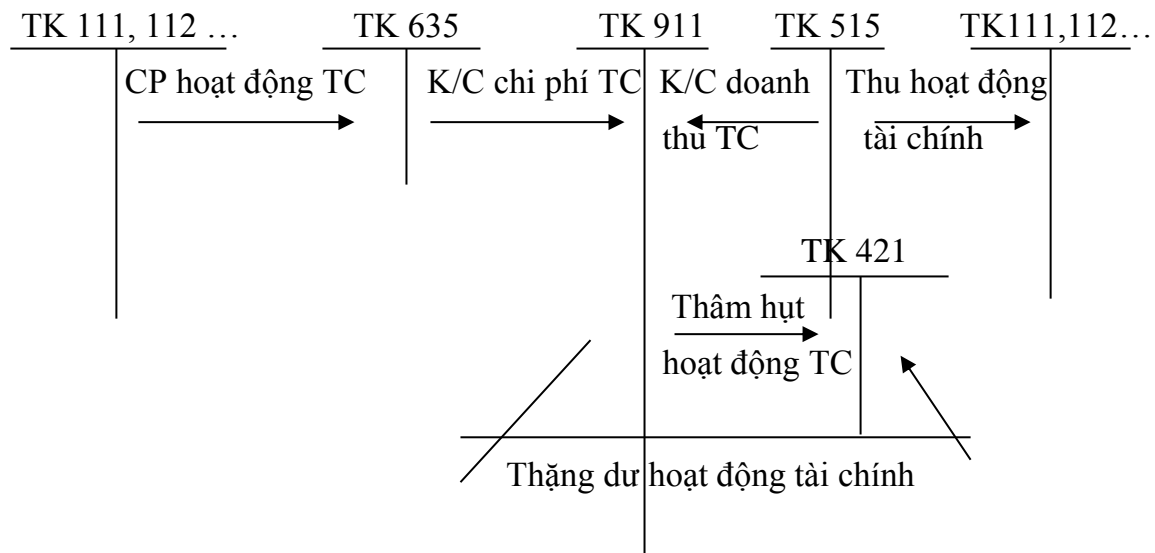 TK 111, 112 … TK 635 TK 911 TK 515 TK111,112…
CP hoạt động TC K/C chi phí TC K/C doanh Thu hoạt động
thu TC tài chính
TK 421
Thâm hụt
hoạt động TC
Thặng dư hoạt động tài chính